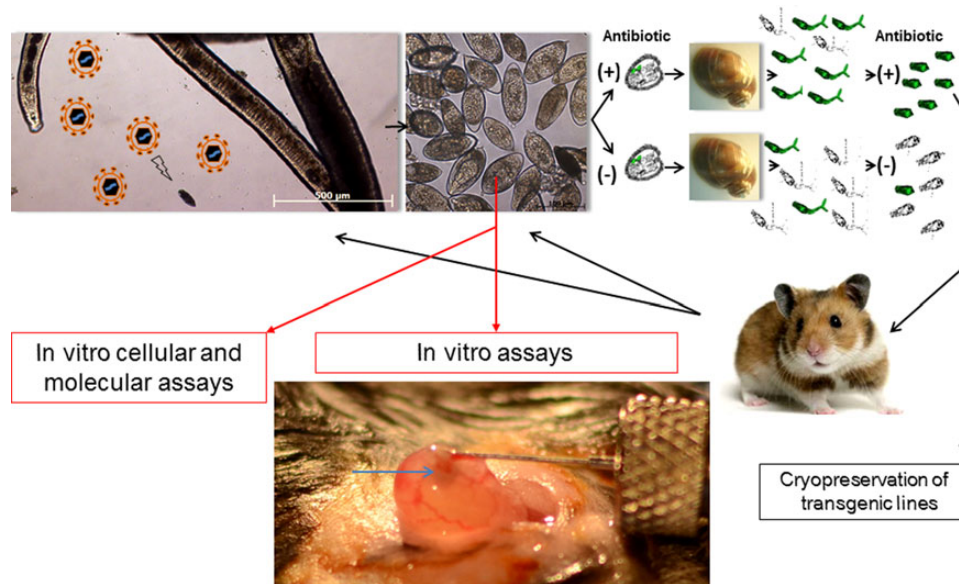 Antibiotic
Antibiotic
(+)
(+)
(-)
(-)
500 µm
In vitro cellular and
molecular assays
In vitro assays
Cryopreservation of
transgenic lines